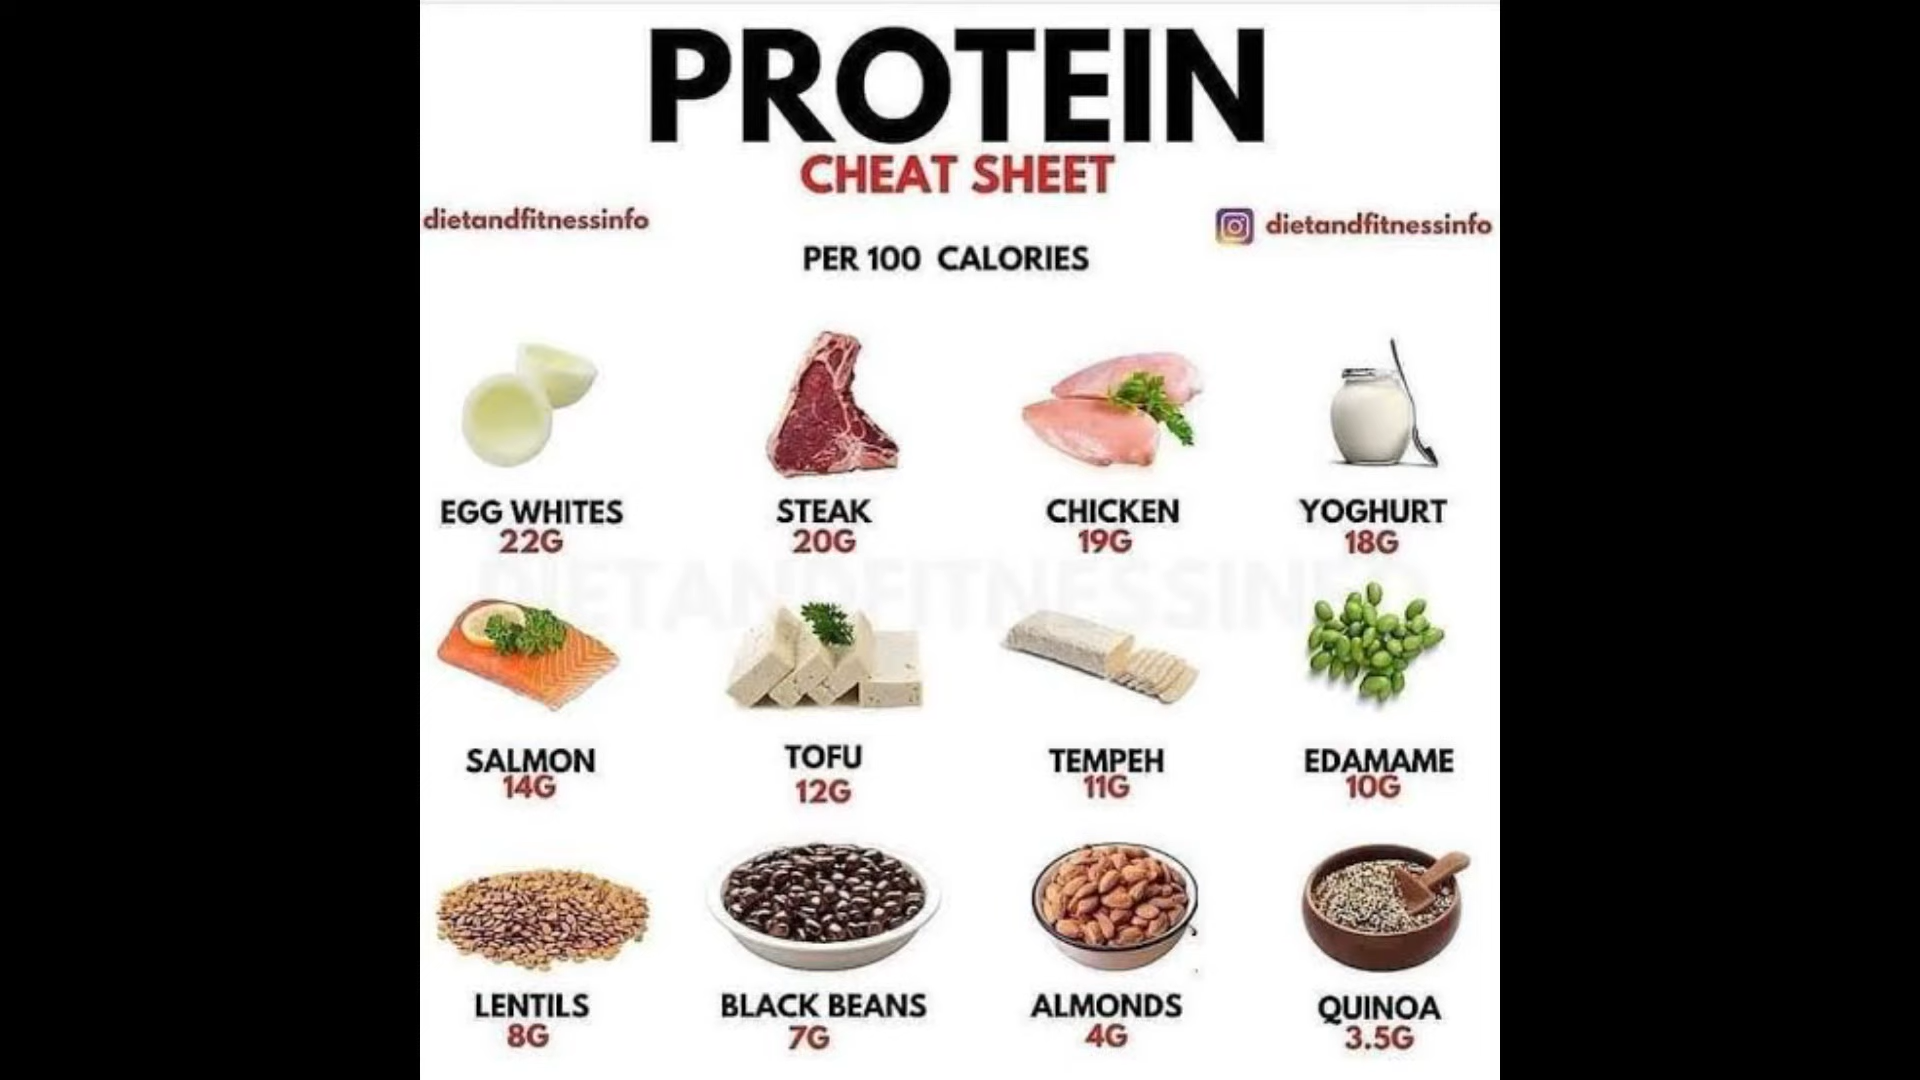 PROTEIN
CHEAT SHEET
dietandfitnessinfo
dietandfitnessinfo
PER 100 CALORIES
EGG WHITES
22G
STEAK
20G
CHICKEN
19G
YOGHURT
18G
DIETANDFITNESSINFO
SALMON
14G
TOFU
12G
TEMPEH
11G
EDAMAME
10G
LENTILS
8G
BLACK BEANS
7G
ALMONDS
4G
QUINOA
3.5G